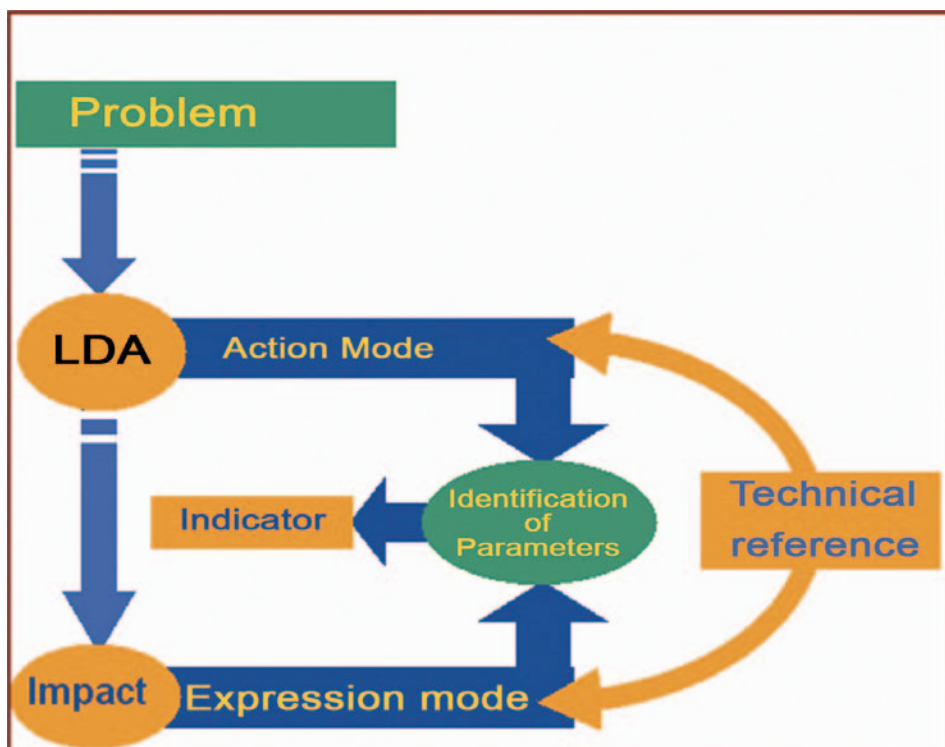 Problem
LDA
Action Mode
Identification
of
Parameters
Indicator
Technical
reference
Impact
Expression mode